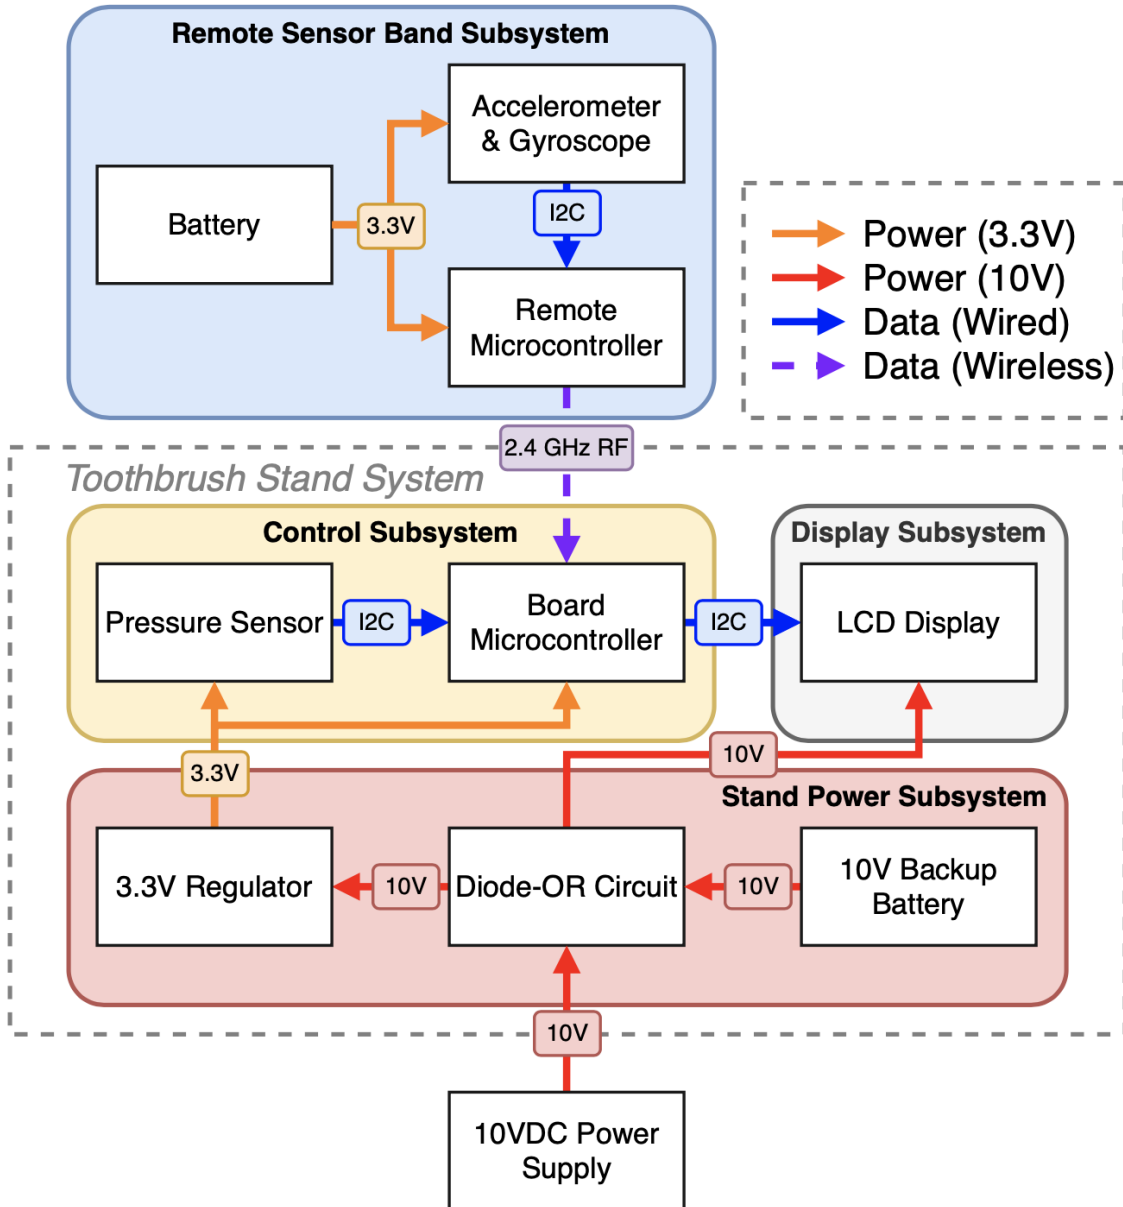 Remote Sensor Band Subsystem
Accelerometer
& Gyroscope
Battery
3.3V
I2C
Remote
Microcontroller
Power (3.3V)
Power (10V)
Data (Wired)
Data (Wireless)
2.4 GHz RF
Toothbrush Stand System
Control Subsystem
Display Subsystem
Pressure Sensor
I2C
Board
Microcontroller
I2C
LCD Display
3.3V
10V
Stand Power Subsystem
3.3V Regulator
10V
Diode-OR Circuit
10V
10V Backup
Battery
10V
10VDC Power
Supply